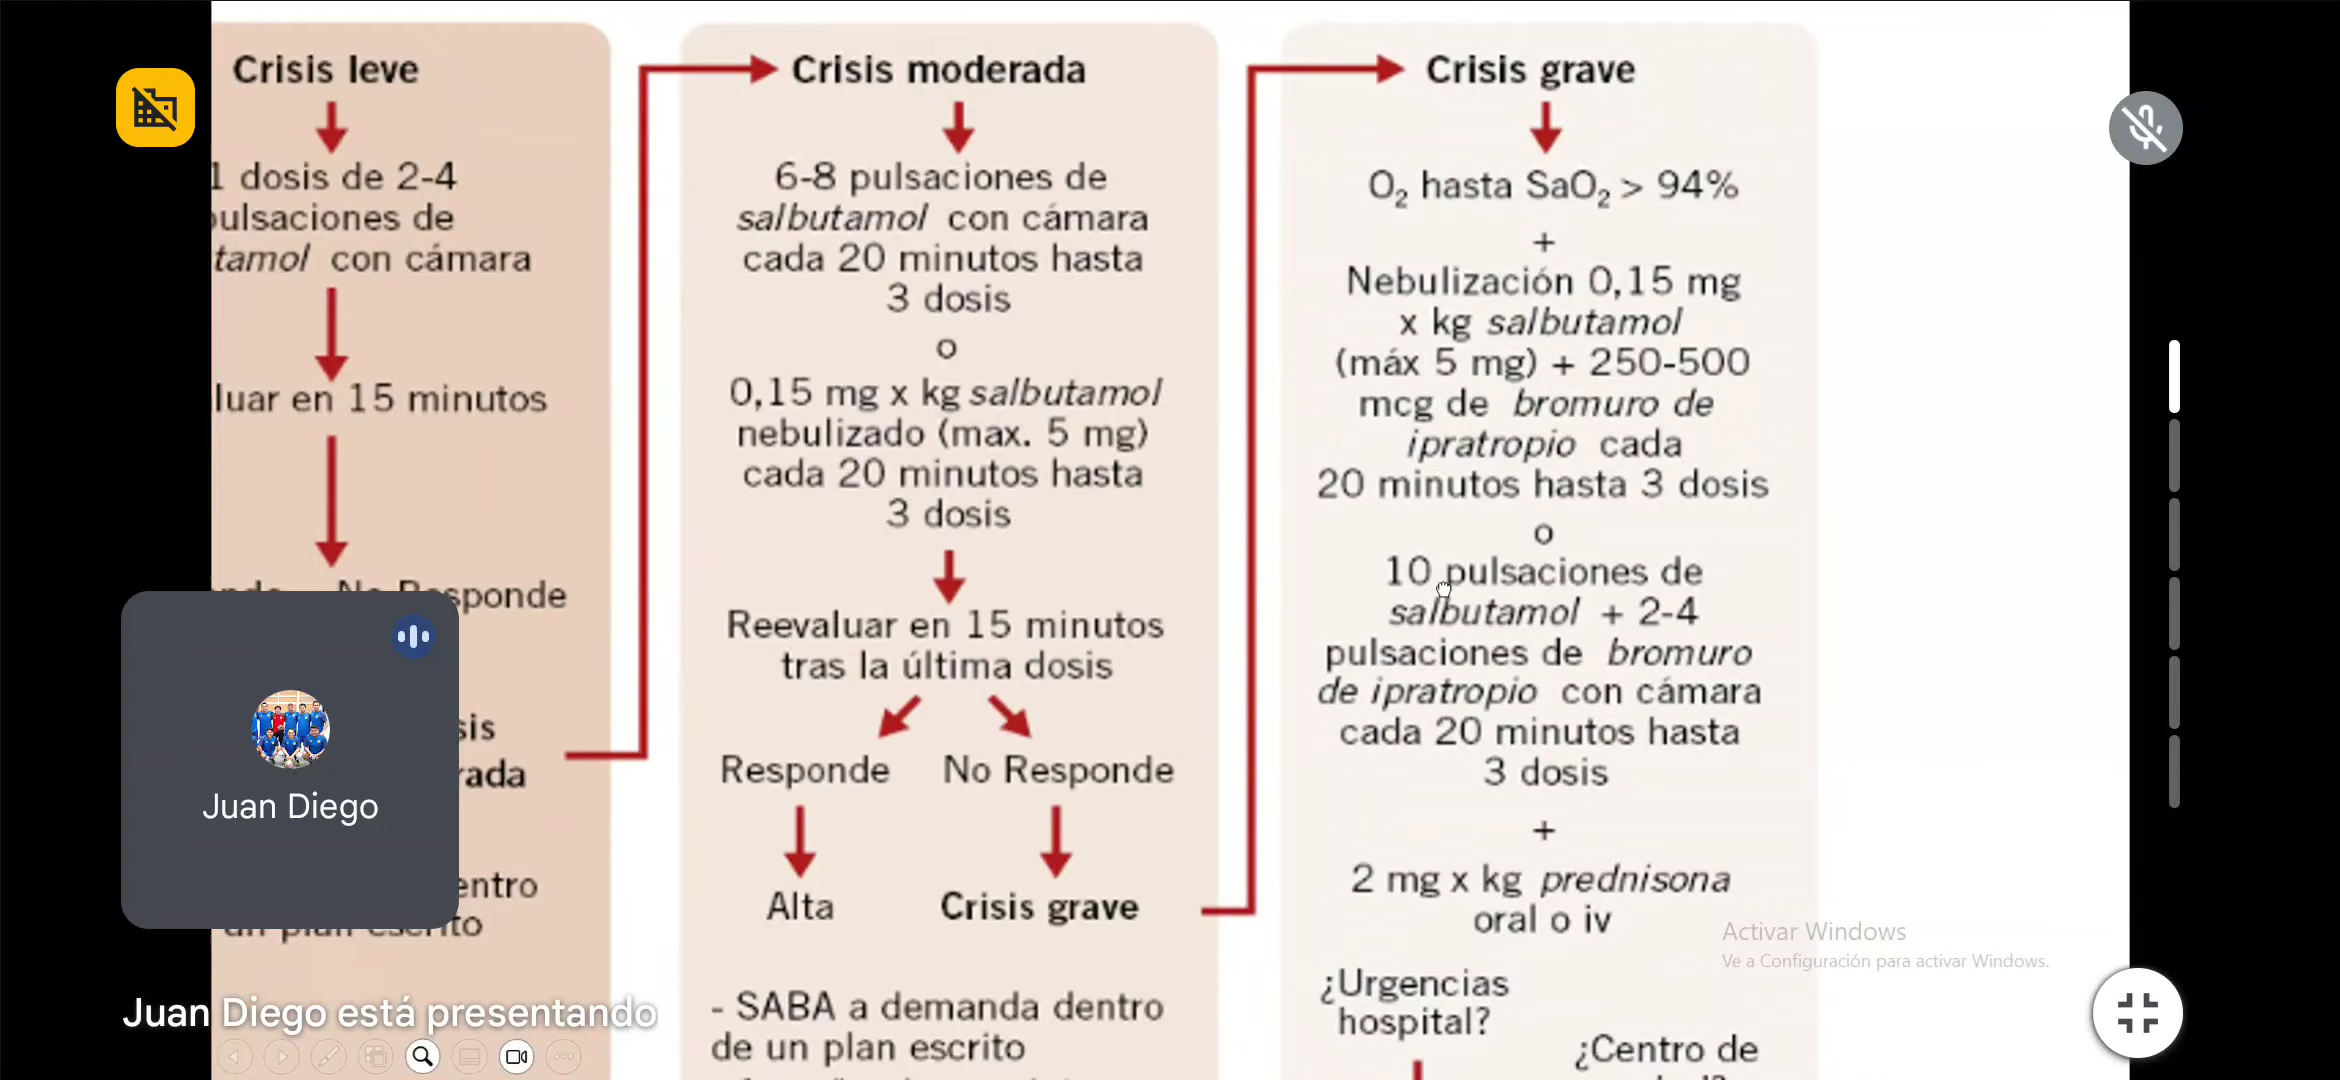 Crisis leve
1 dosis de 2-4
pulsaciones de
con cámara
en 15 minutos
No Responde
entro
un plan escrito
Crisis moderada
6-8 pulsaciones de
salbutamol con cámara
cada 20 minutos hasta
3 dosis
o
0,15 mg x kg salbutamol
nebulizado (max. 5 mg)
cada 20 minutos hasta
3 dosis
Reevaluar en 15 minutos
tras la última dosis
Responde No Responde
Alta Crisis grave
- SABA a demanda dentro
de un plan escrito
Crisis grave
O₂ hasta SaO₂ > 94%
+
Nebulización 0,15 mg
x kg salbutamol
(máx 5 mg) + 250-500
mcg de bromuro de
ipratropio cada
20 minutos hasta 3 dosis
o
10 pulsaciones de
salbutamol + 2-4
pulsaciones de bromuro
de ipratropio con cámara
cada 20 minutos hasta
3 dosis
+
2 mg x kg prednisona
oral o iv
¿Urgencias
hospital?
¿Centro de
Activar Windows
Ve a Configuración para activar Windows.
Juan Diego
Juan Diego está presentando